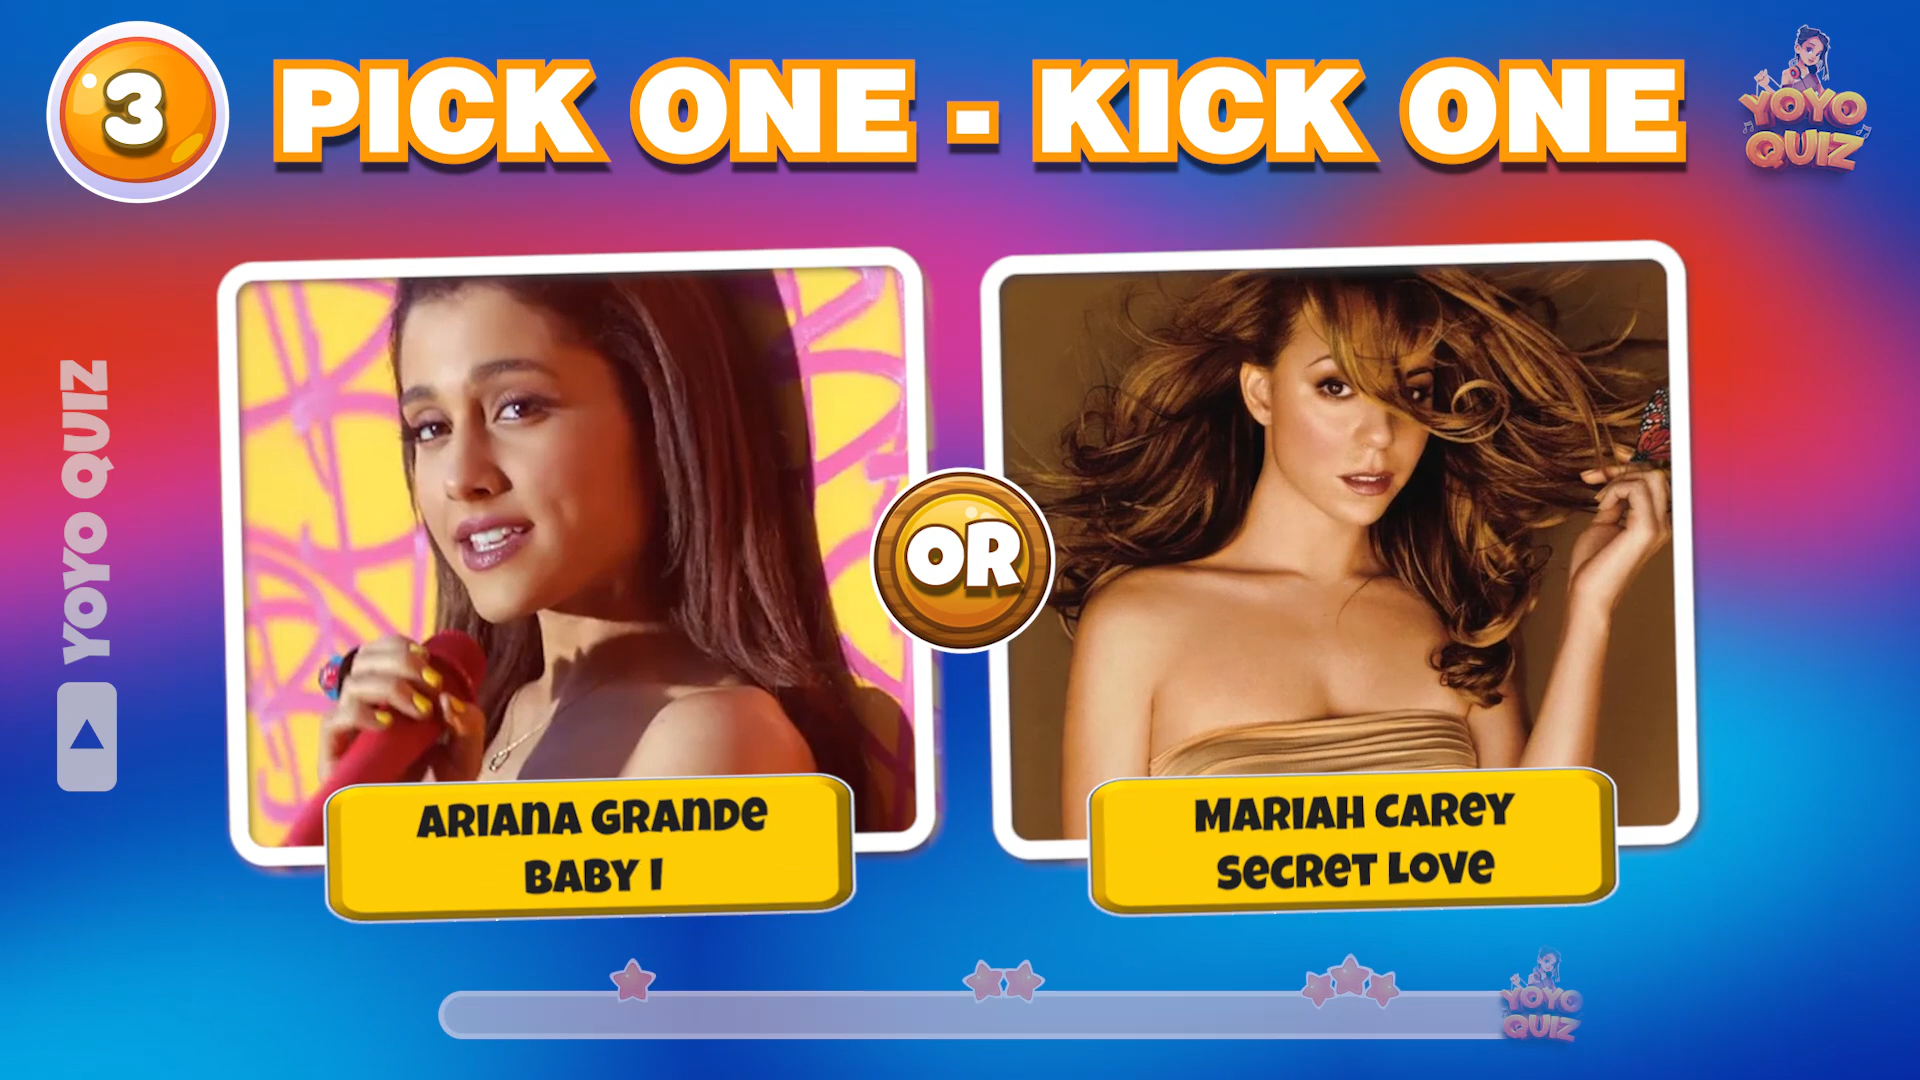 3
PICK ONE - KICK ONE
YOYO
QUIZ
YOYO QUIZ
OR
ARIANA GRANDE
BABY I
MARIAH CAREY
SECRET LOVE
YOYO
QUIZ